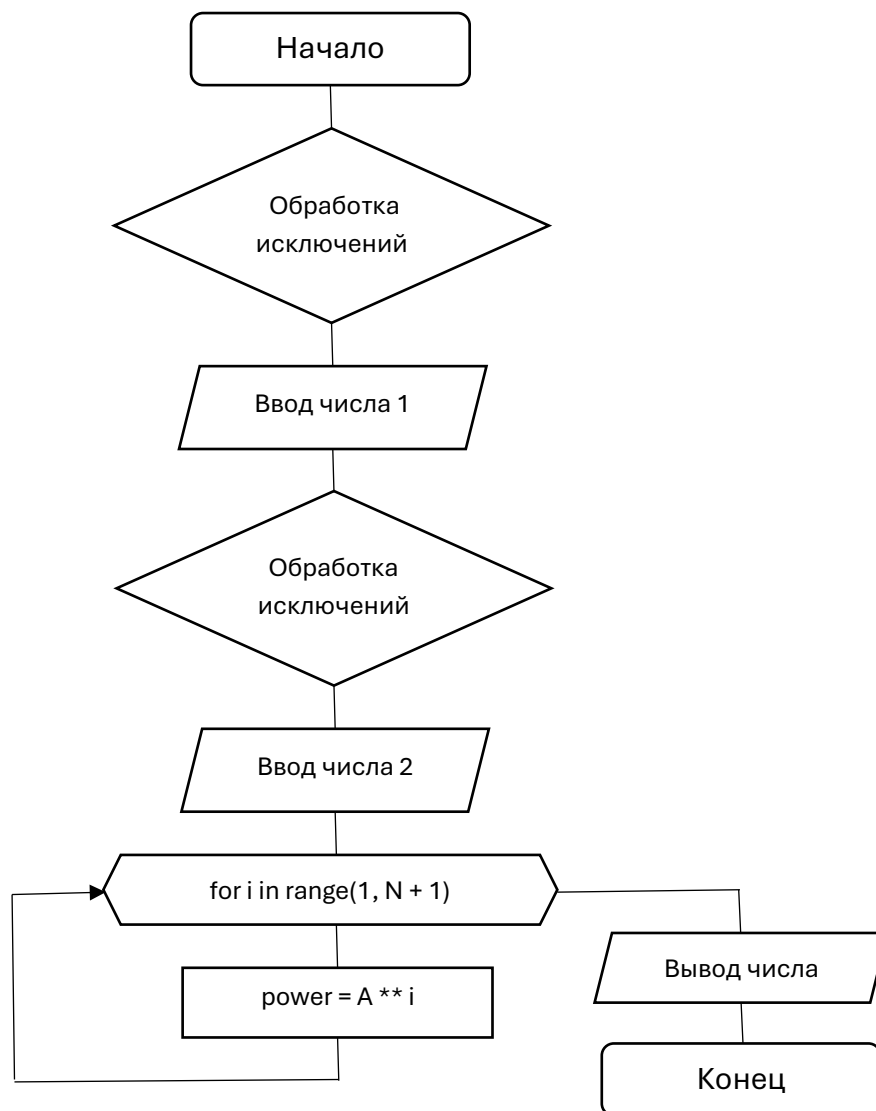 Начало
Обработка
исключений
Ввод числа 1
Обработка
исключений
Ввод числа 2
for i in range(1, N + 1)
power = A ** i
Вывод числа
Конец